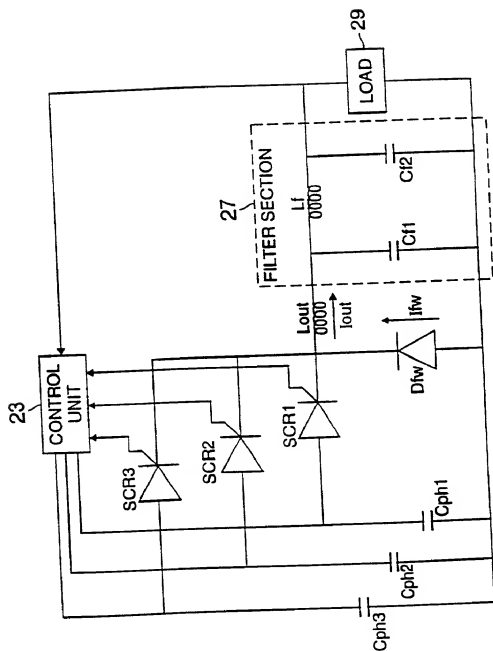 23
CONTROL
UNIT
SCR3
SCR2
SCR1
Lout
Iout
27
FILTER SECTION
Lf
Cf1
Cf2
29
LOAD
Dfw
Ifw
Cph1
Cph2
Cph3